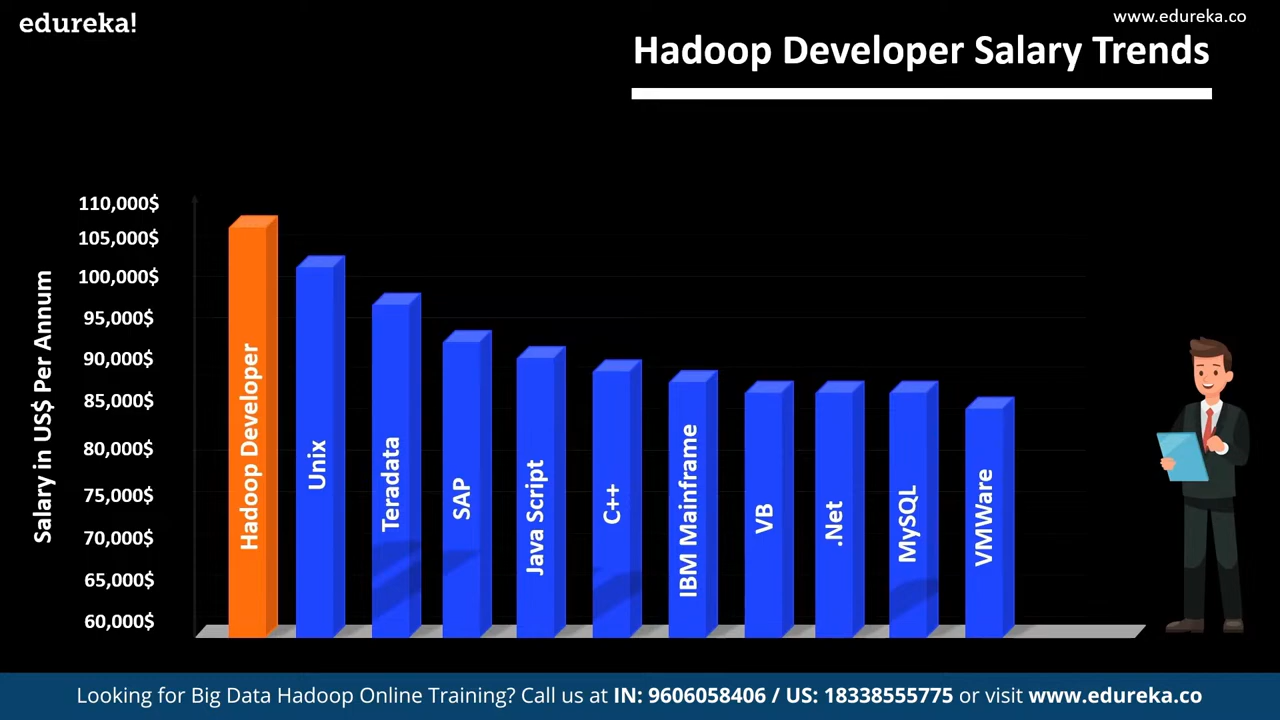 edureka!
www.edureka.co
Hadoop Developer Salary Trends
Salary in US$ Per Annum
110,000$
105,000$
100,000$
95,000$
90,000$
85,000$
80,000$
75,000$
70,000$
65,000$
60,000$
Hadoop Developer
Unix
Teradata
SAP
Java Script
C++
IBM Mainframe
VB
.Net
MySQL
VMWare
Looking for Big Data Hadoop Online Training? Call us at IN: 9606058406 / US: 18338555775 or visit www.edureka.co